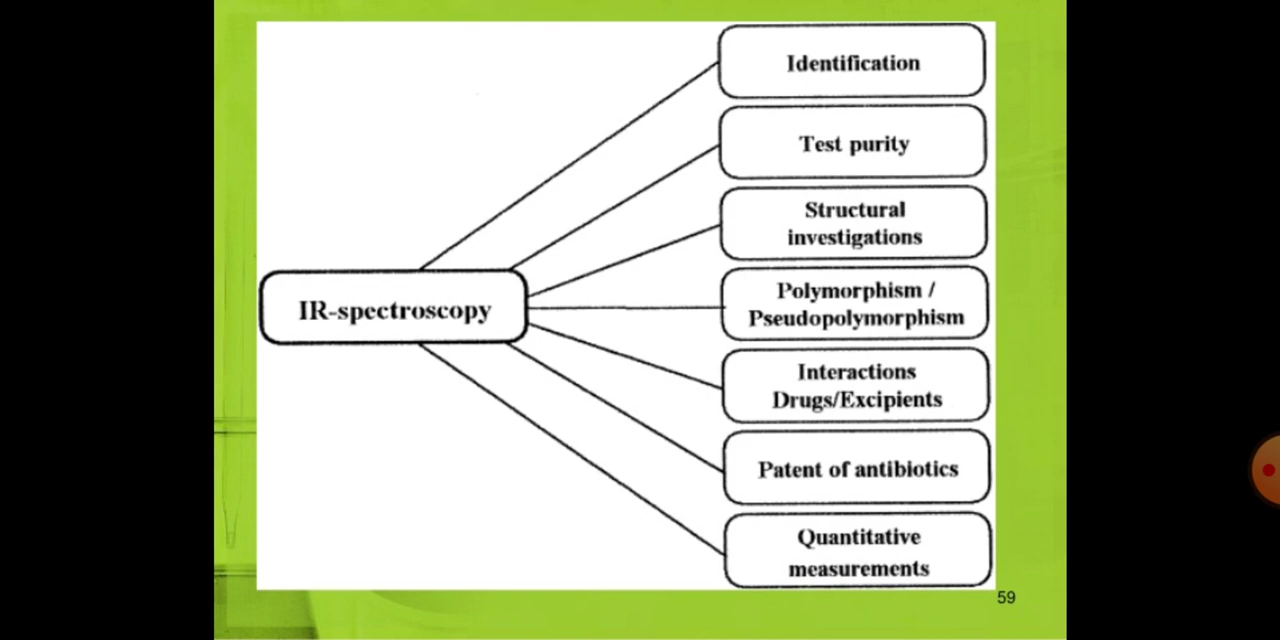 IR-spectroscopy
Identification
Test purity
Structural
investigations
Polymorphism /
Pseudopolymorphism
Interactions
Drugs/Excipients
Patent of antibiotics
Quantitative
measurements
59